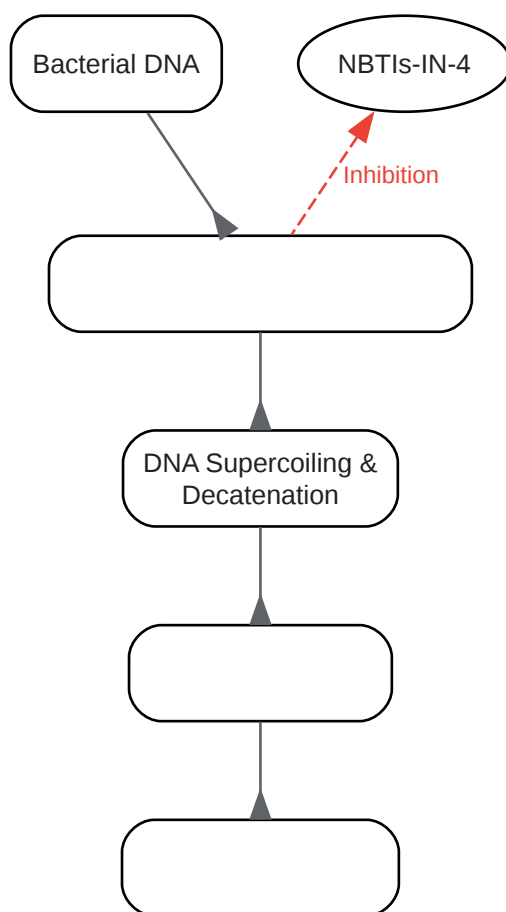 Bacterial DNA
NBTIs-IN-4
Inhibition
DNA Supercoiling &
Decatenation